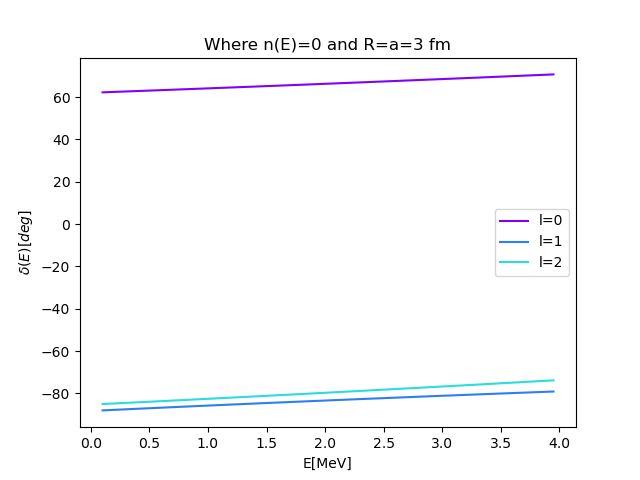 Where n(E)=0 and R=a=3 fm
δ(E)[deg]
60
40
20
0
−20
−40
−60
−80
l=0
l=1
l=2
0.0 0.5 1.0 1.5 2.0 2.5 3.0 3.5 4.0
E[MeV]